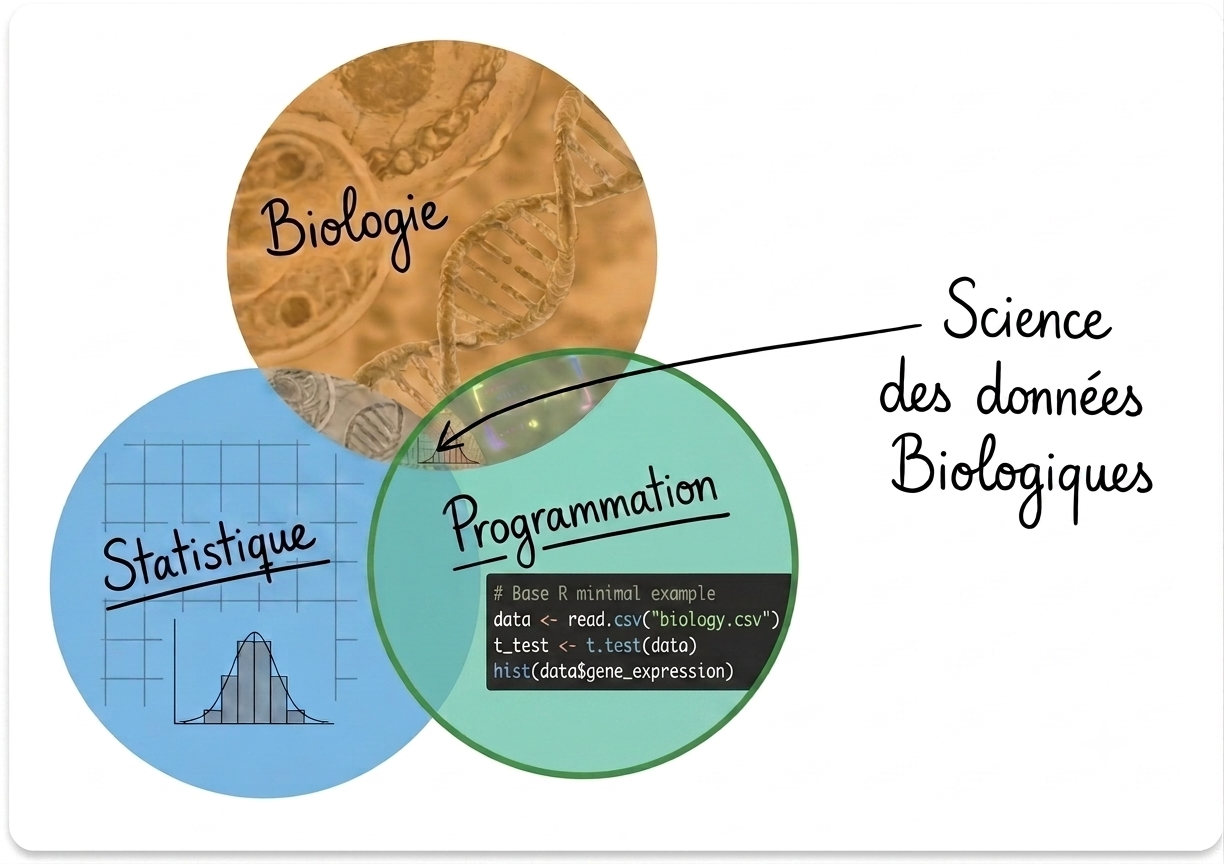 Biologie
Science
des données
Biologiques
Statistique
Programmation
# Base R minimal example
data <- read.csv("biology.csv")
t_test <- t.test(data)
hist(data$gene_expression)